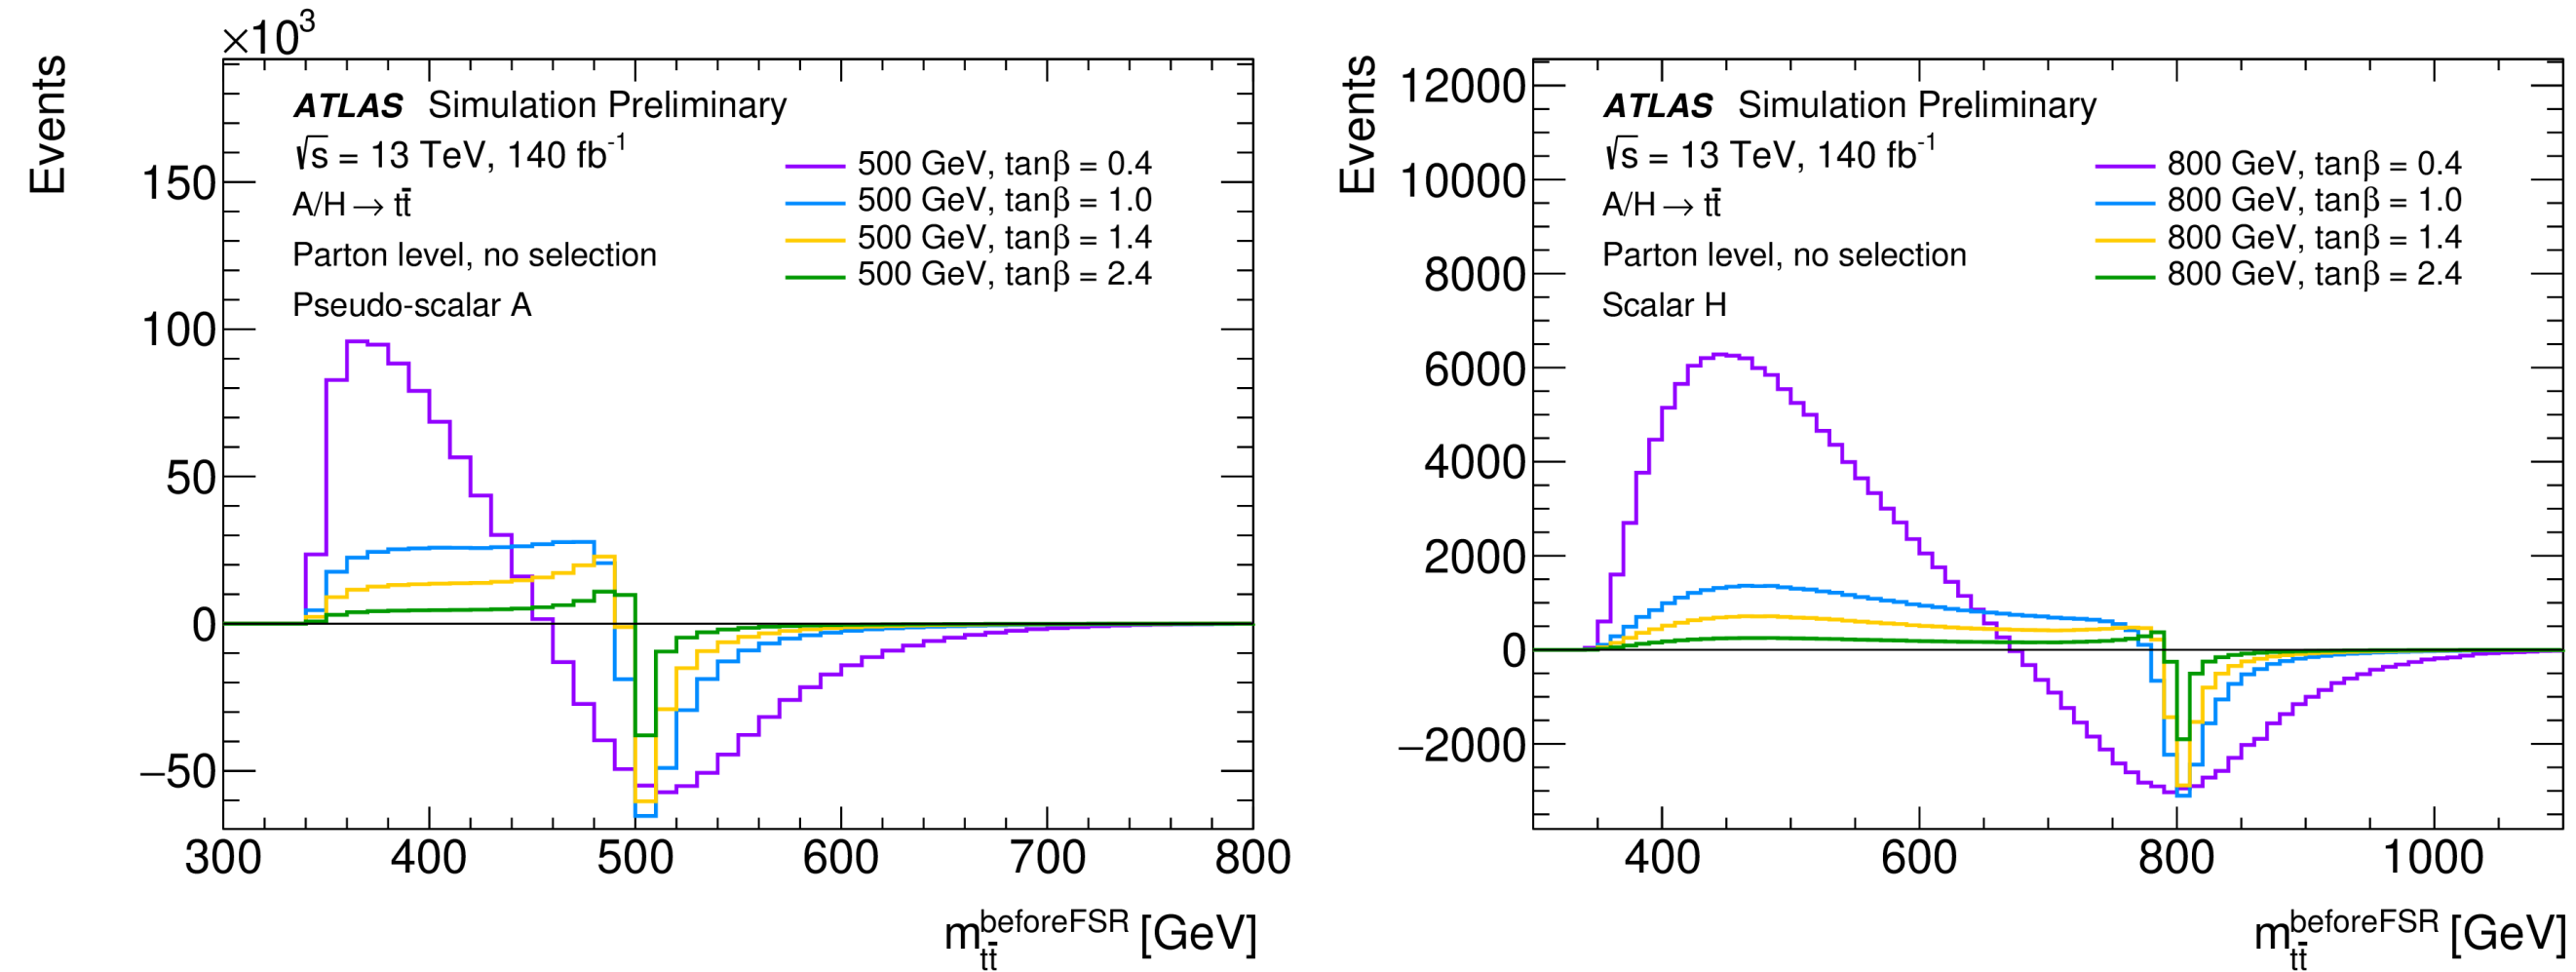 ×10³
Events
ATLAS Simulation Preliminary
√s = 13 TeV, 140 fb⁻¹
A/H → tt̄
Parton level, no selection
Pseudo-scalar A
500 GeV, tanβ = 0.4
500 GeV, tanβ = 1.0
500 GeV, tanβ = 1.4
500 GeV, tanβ = 2.4
150
100
50
0
−50
300 400 500 600 700 800
m_tt̄^beforeFSR [GeV]
Events
ATLAS Simulation Preliminary
√s = 13 TeV, 140 fb⁻¹
A/H → tt̄
Parton level, no selection
Scalar H
800 GeV, tanβ = 0.4
800 GeV, tanβ = 1.0
800 GeV, tanβ = 1.4
800 GeV, tanβ = 2.4
12000
10000
8000
6000
4000
2000
0
−2000
400 600 800 1000
m_tt̄^beforeFSR [GeV]